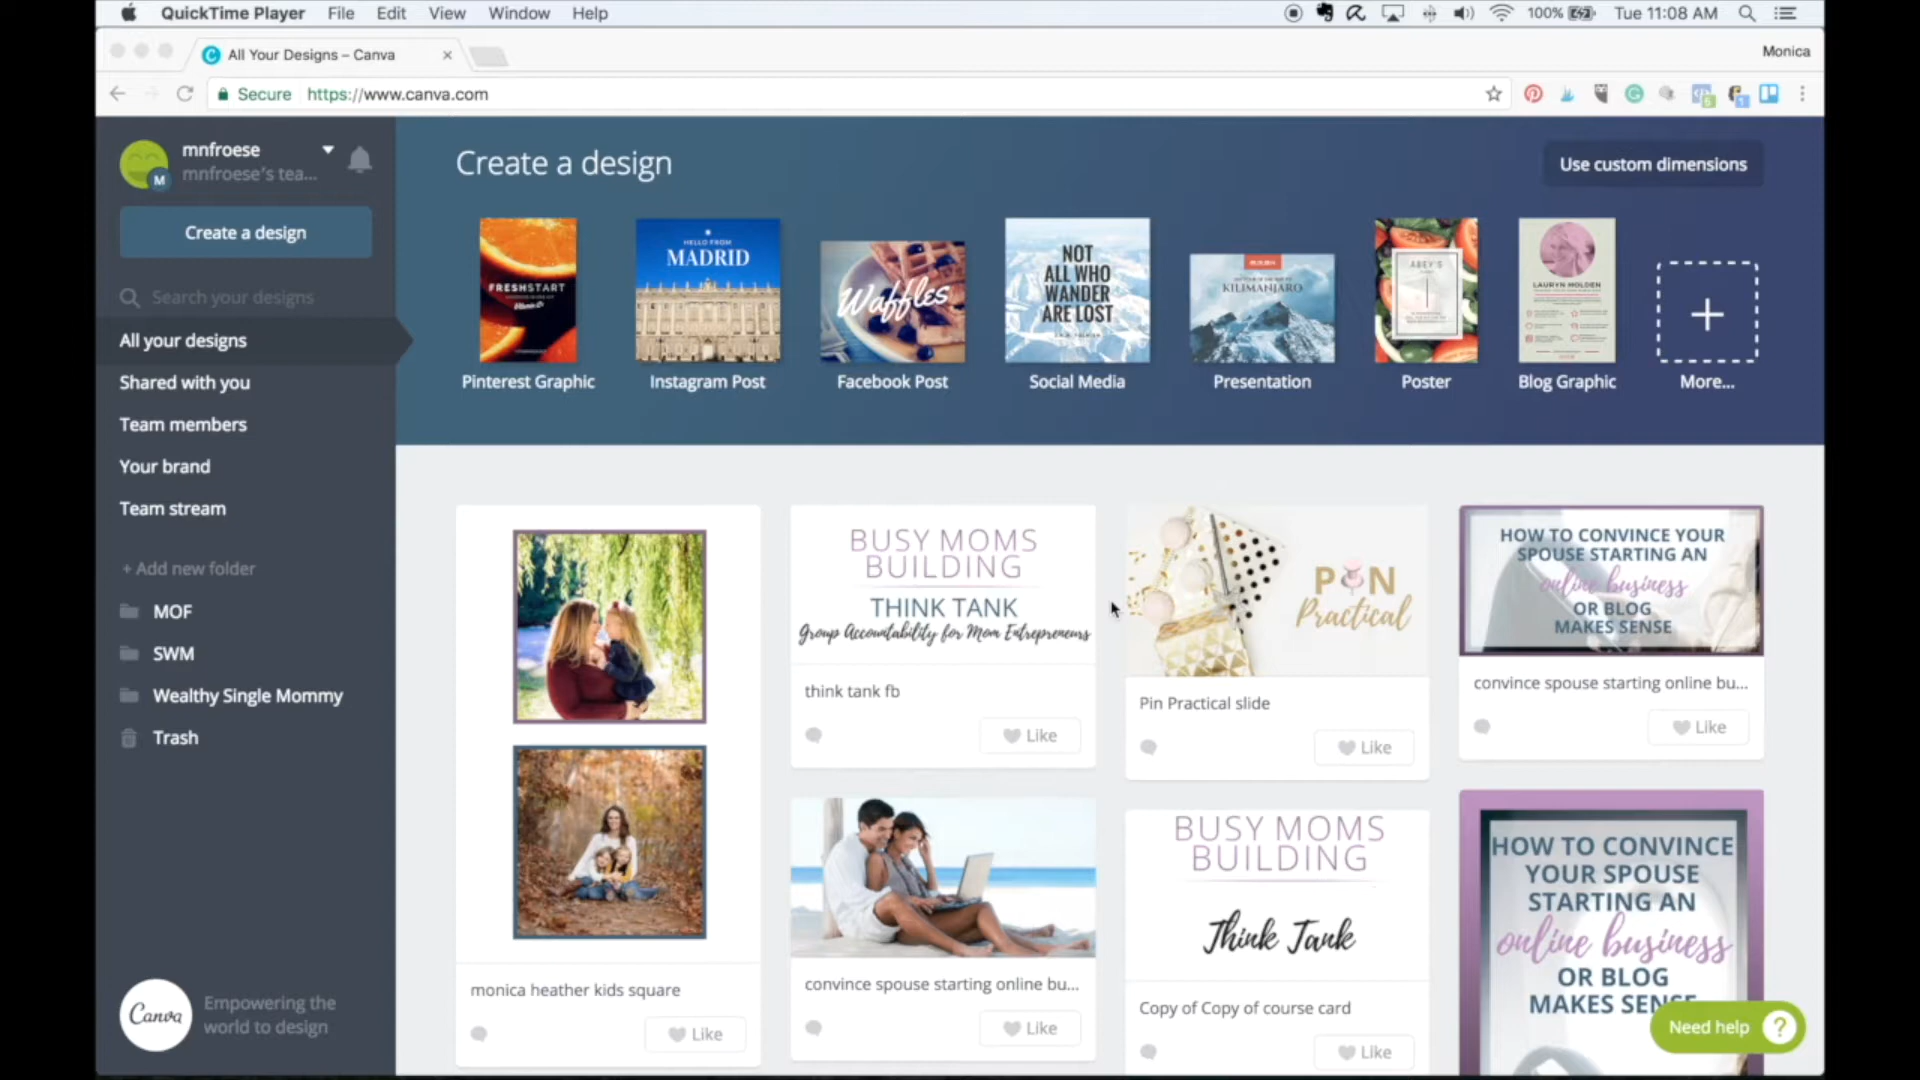 QuickTime Player File Edit View Window Help
100% Tue 11:08 AM
All Your Designs – Canva
Monica
Secure https://www.canva.com
mnfroese
mnfroese's tea...
M
Create a design
Search your designs
All your designs
Shared with you
Team members
Your brand
Team stream
+ Add new folder
MOF
SWM
Wealthy Single Mommy
Trash
Canva
Empowering the
world to design
Create a design
Use custom dimensions
FRESHSTART
HELLO FROM
MADRID
Waffles
NOT
ALL WHO
WANDER
ARE LOST
KILIMANJARO
ABEY'S
LAURYN HOLDEN
Pinterest Graphic
Instagram Post
Facebook Post
Social Media
Presentation
Poster
Blog Graphic
More...
monica heather kids square
Like
BUSY MOMS
BUILDING
THINK TANK
Group Accountability for Mom Entrepreneurs
think tank fb
Like
convince spouse starting online bu...
Like
PIN
Practical
Pin Practical slide
Like
BUSY MOMS
BUILDING
Think Tank
Copy of Copy of course card
Like
HOW TO CONVINCE YOUR
SPOUSE STARTING AN
online business
OR BLOG
MAKES SENSE
convince spouse starting online bu...
Like
HOW TO CONVINCE
YOUR SPOUSE
STARTING AN
online business
OR BLOG
MAKES SENSE
Need help ?